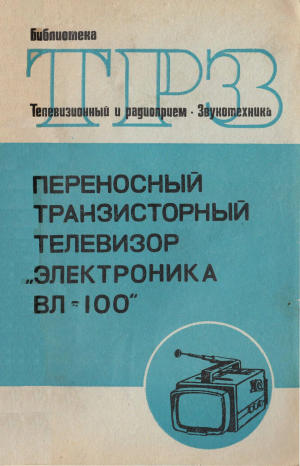 Библиотека
ТРЗ
Телевизионный и радиоприем · Звукотехника
ПЕРЕНОСНЫЙ
ТРАНЗИСТОРНЫЙ
ТЕЛЕВИЗОР
„ЭЛЕКТРОНИКА
ВЛ-100"